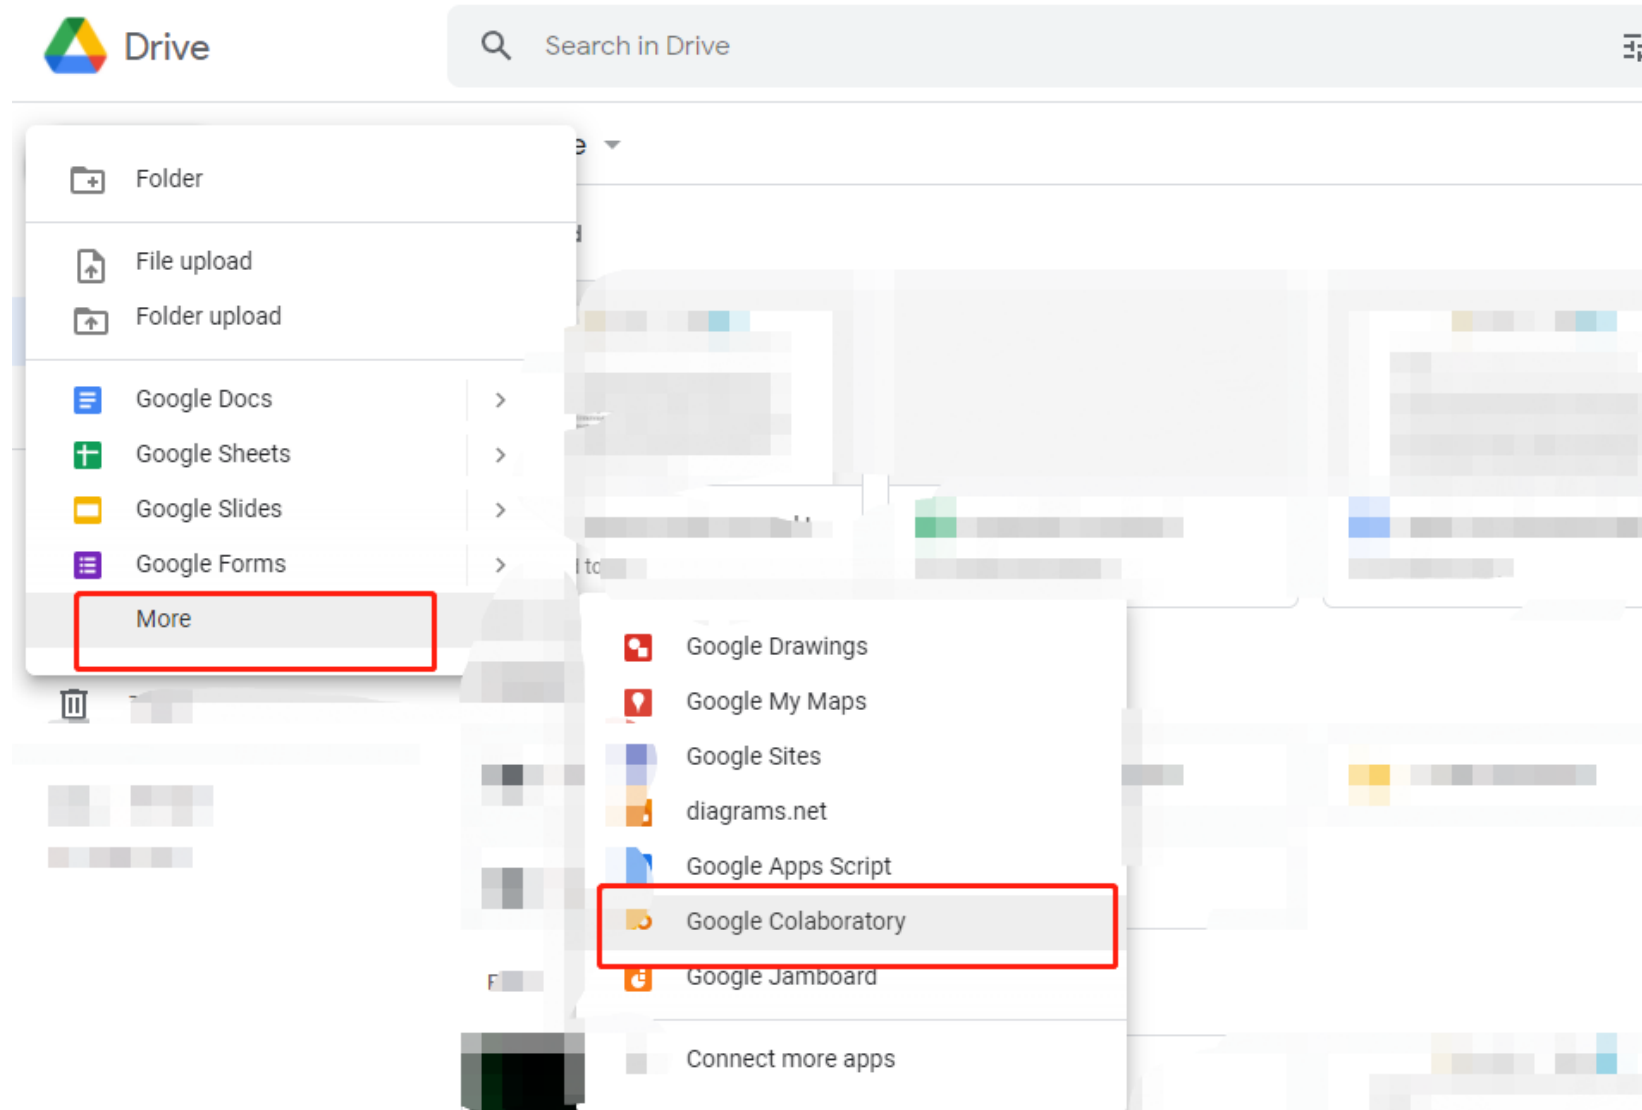 Drive
Search in Drive
Folder
File upload
Folder upload
Google Docs
Google Sheets
Google Slides
Google Forms
More
Google Drawings
Google My Maps
Google Sites
diagrams.net
Google Apps Script
Google Colaboratory
Google Jamboard
Connect more apps